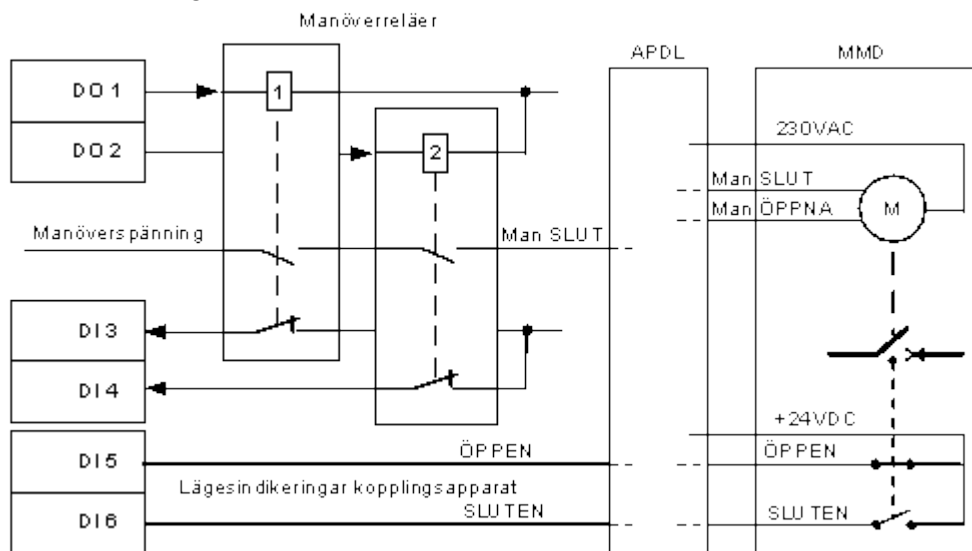 Manöverreläer
APDL
MMD
DO1
1
DO2
2
230VAC
Man SLUT
Man ÖPPNA
M
Manöverspänning
Man SLUT
DI3
DI4
+24VDC
DI5
ÖPPEN
ÖPPEN
Lägesindikeringar kopplingsapparat
DI6
SLUTEN
SLUTEN